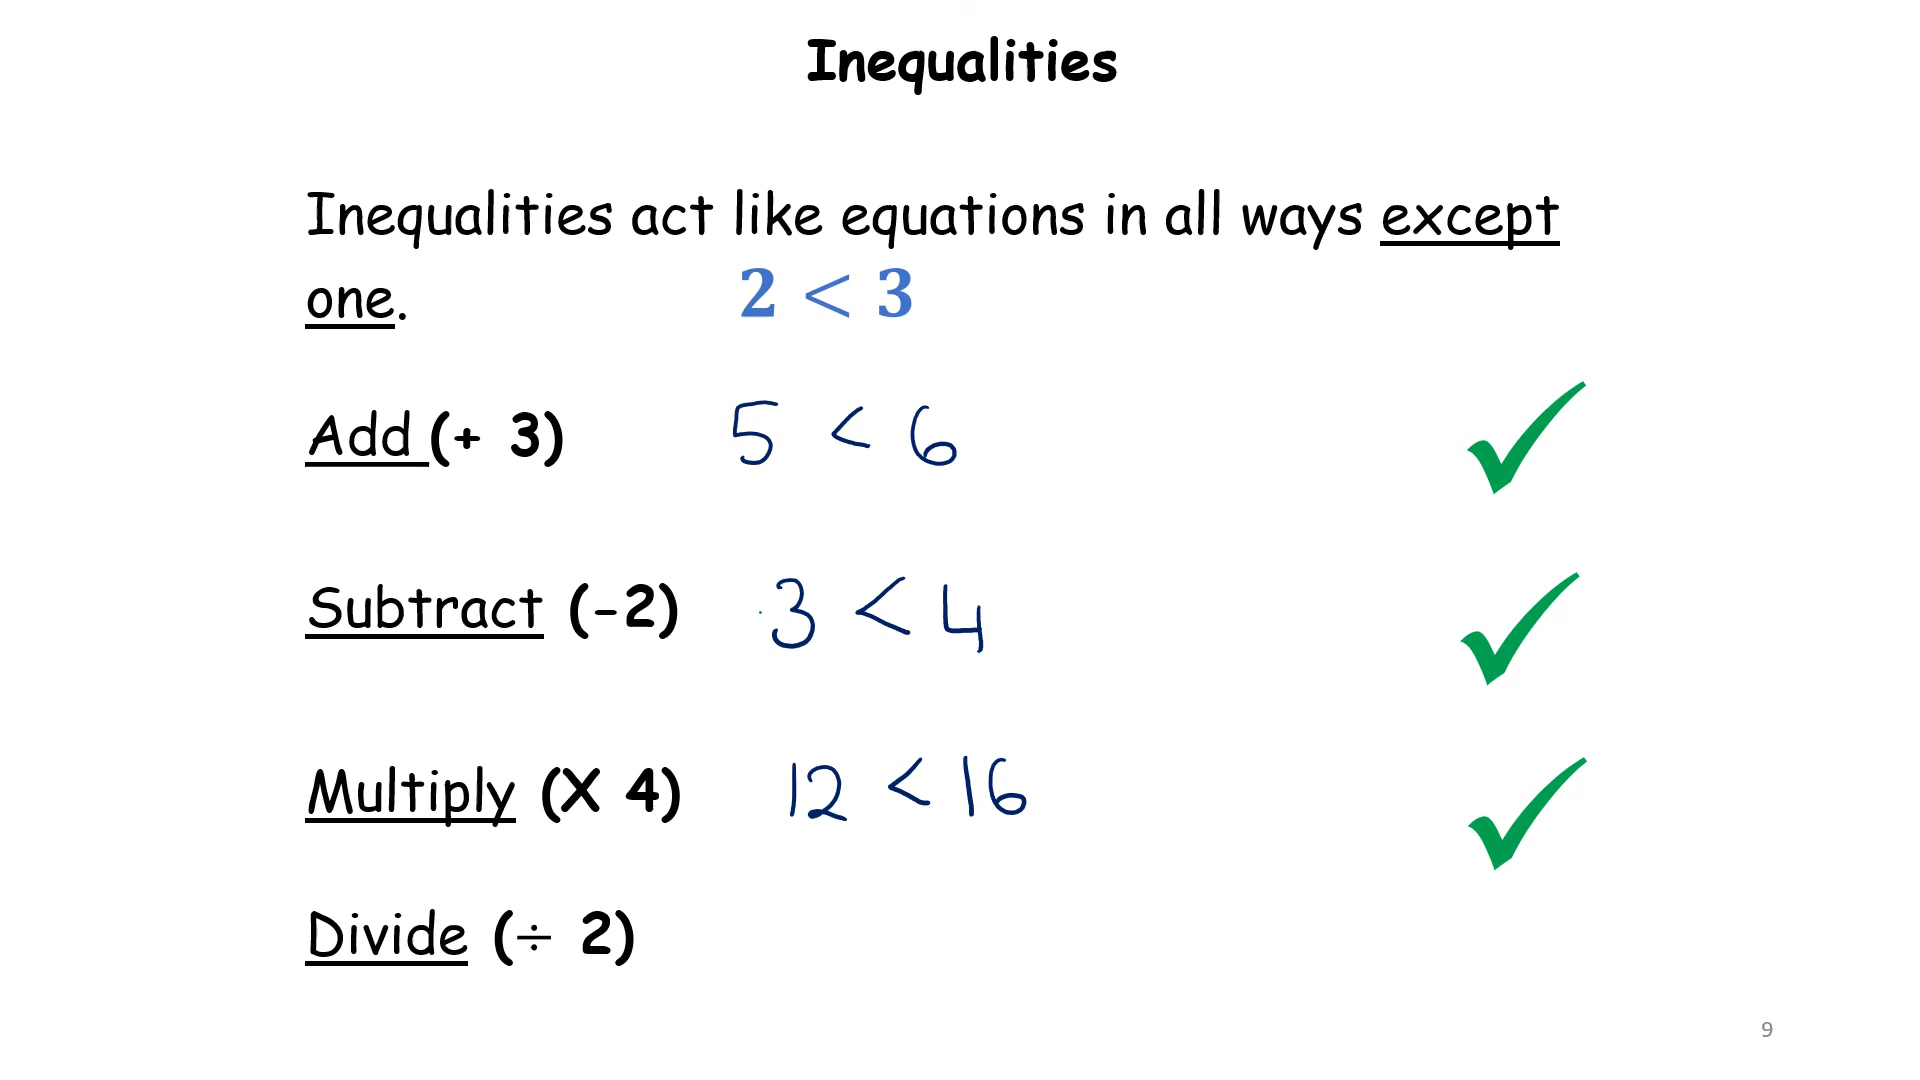 Inequalities
Inequalities act like equations in all ways except
one. 2 < 3
Add (+ 3) 5 < 6
Subtract (-2) 3 < 4
Multiply (X 4) 12 < 16
Divide (÷ 2)
9